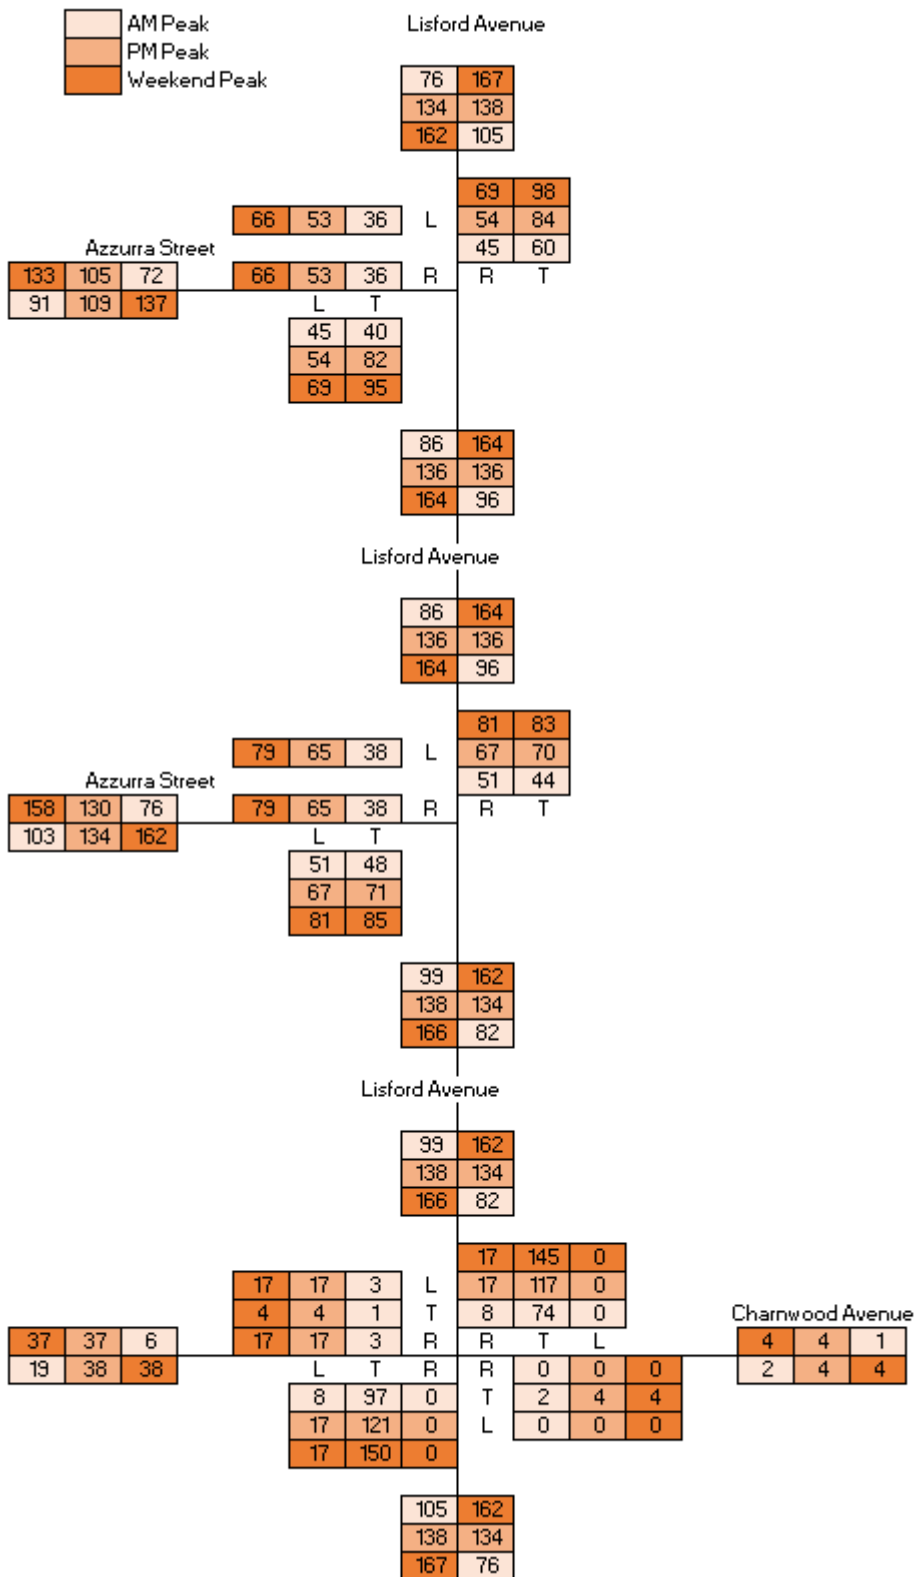 AM Peak
Lisford Avenue
PM Peak
Weekend Peak
76 167
134 138
162 105
69 98
66 53 36 L 54 84
Azzurra Street 45 60
133 105 72 66 53 36 R R T
91 109 137 L T
45 40
54 82
69 95
86 164
136 136
164 96
Lisford Avenue
86 164
136 136
164 96
81 83
79 65 38 L 67 70
Azzurra Street 51 44
158 130 76 79 65 38 R R T
103 134 162 L T
51 48
67 71
81 85
99 162
138 134
166 82
Lisford Avenue
99 162
138 134
166 82
17 145 0
17 17 3 L 17 117 0
4 4 1 T 8 74 0 Charnwood Avenue
37 37 6 17 17 3 R R T L 4 4 1
19 38 38 L T R R 0 0 0 2 4 4
8 97 0 T 2 4 4
17 121 0 L 0 0 0
17 150 0
105 162
138 134
167 76